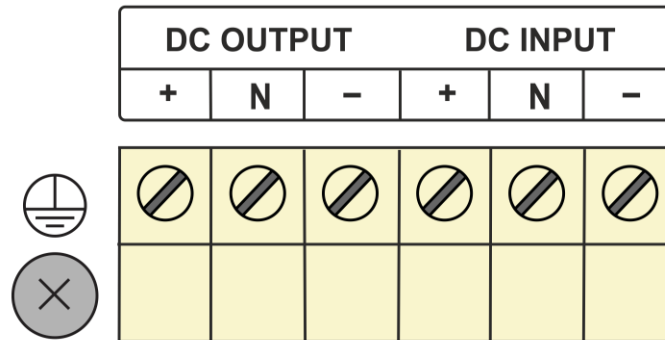 DC OUTPUT DC INPUT
+ N – + N –